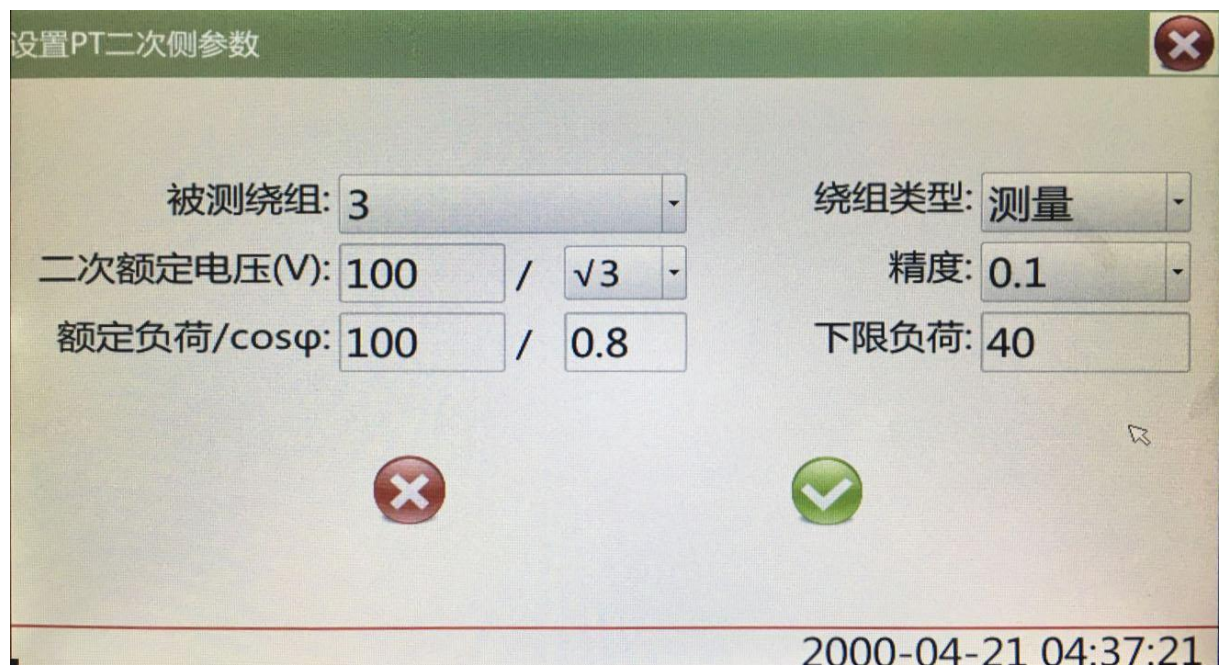 设置PT二次侧参数
被测绕组: 3 绕组类型: 测量
二次额定电压(V): 100 / √3 精度: 0.1
额定负荷/cosφ: 100 / 0.8 下限负荷: 40
2000-04-21 04:37:21